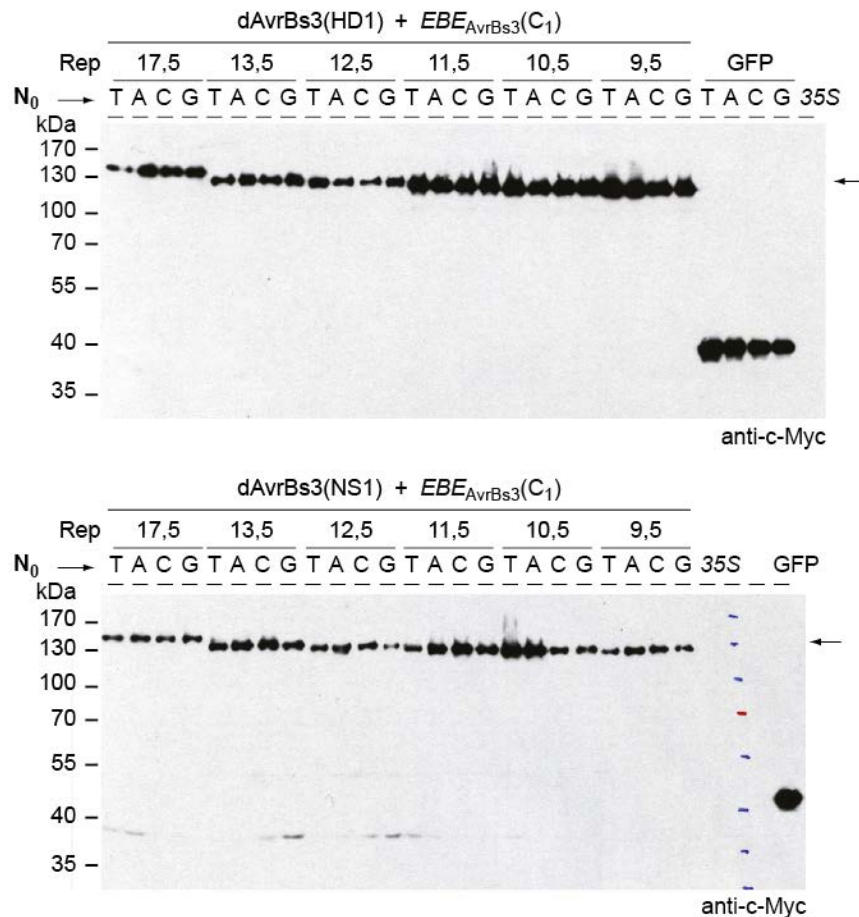 dAvrBs3(HD1) + EBEAvrBs3(C1)
Rep 17,5 13,5 12,5 11,5 10,5 9,5 GFP
N0 T A C G T A C G T A C G T A C G T A C G T A C G T A C G 35S
kDa
170
130
100
70
55
40
35
anti-c-Myc
dAvrBs3(NS1) + EBEAvrBs3(C1)
Rep 17,5 13,5 12,5 11,5 10,5 9,5
N0 T A C G T A C G T A C G T A C G T A C G T A C G 35S GFP
kDa
170
130
100
70
55
40
35
anti-c-Myc